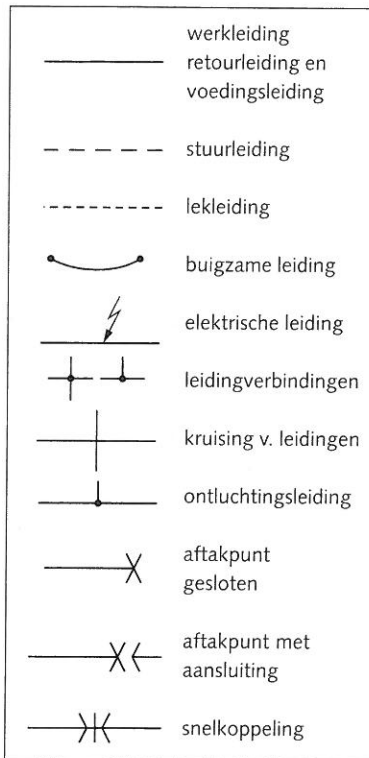 werkleiding
retourleiding en
voedingsleiding
stuurleiding
lekleiding
buigzame leiding
elektrische leiding
leidingverbindingen
kruising v. leidingen
ontluchtingsleiding
aftakpunt
gesloten
aftakpunt met
aansluiting
snelkoppeling